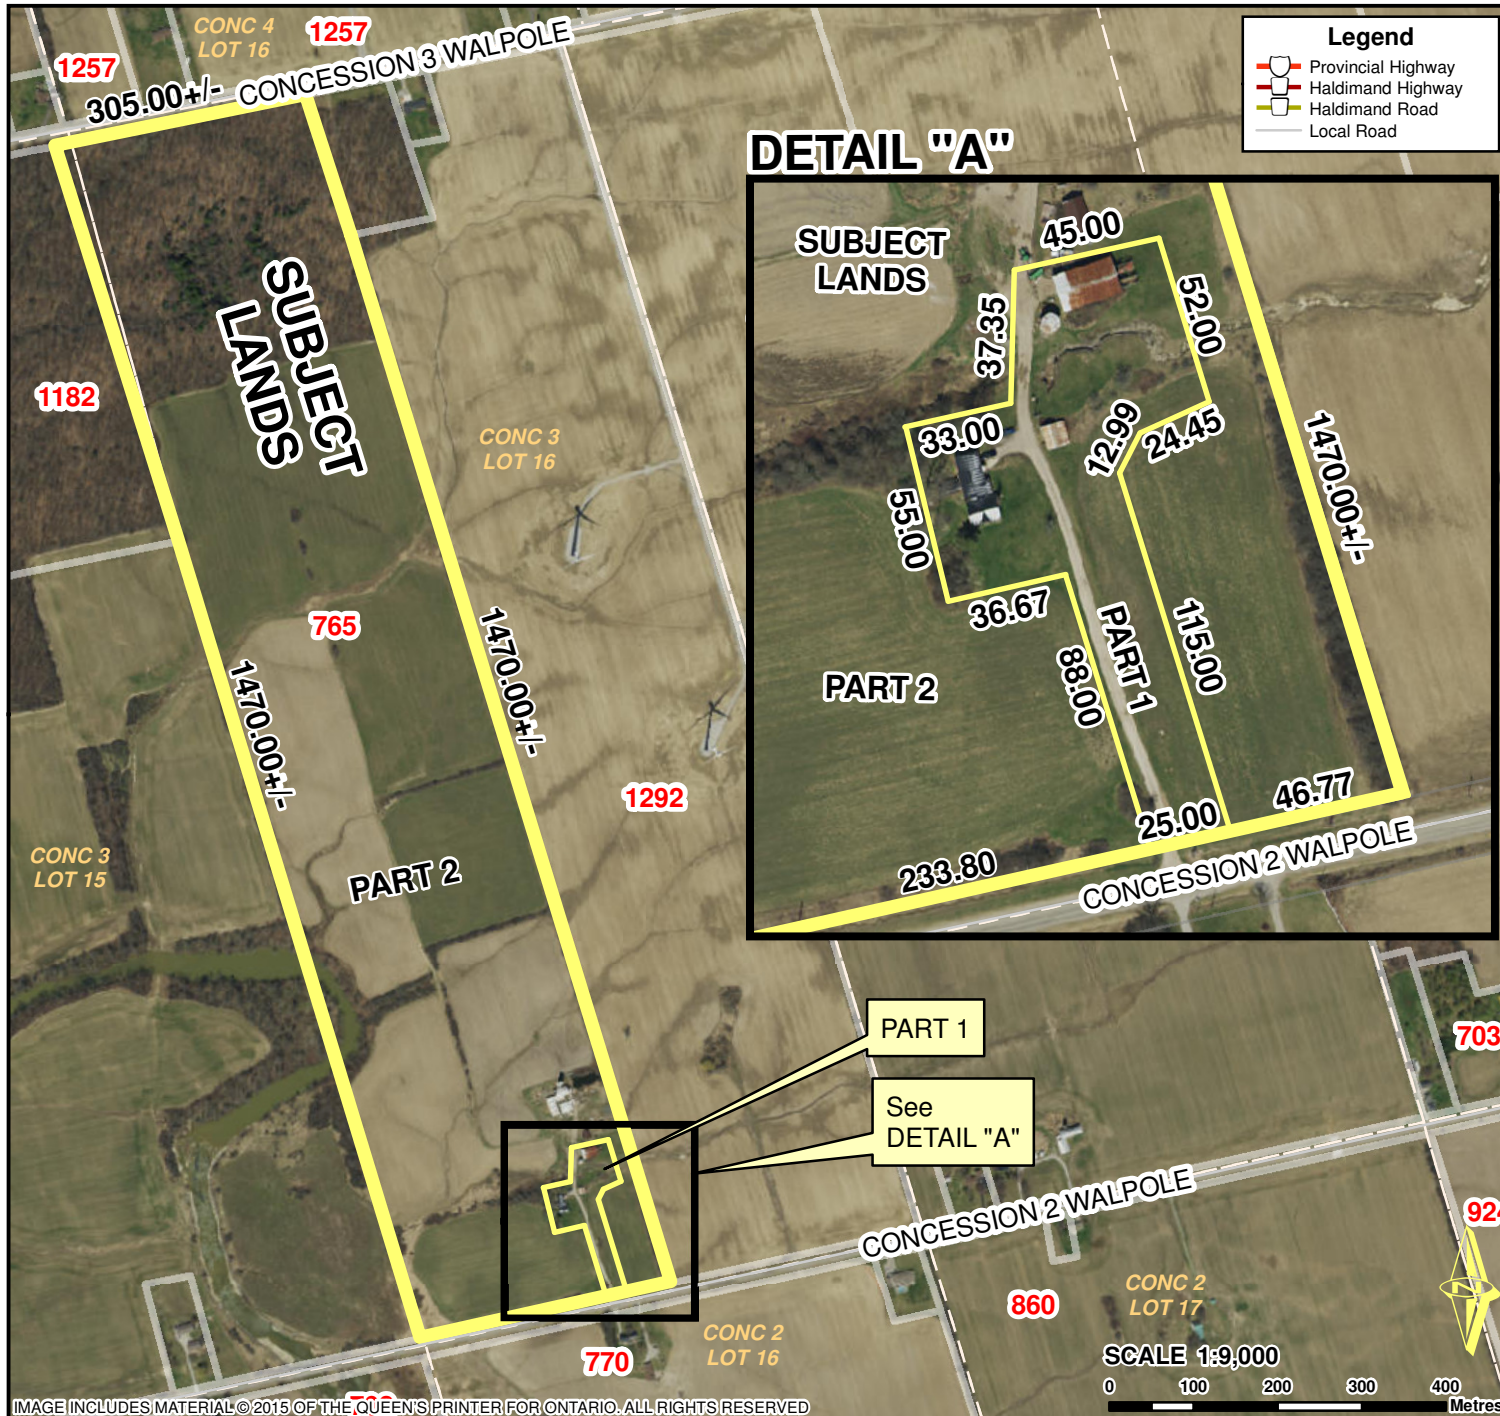 CONC 4
LOT 16
1257
1257
305.00+/-
CONCESSION 3 WALPOLE
Legend
Provincial Highway
Haldimand Highway
Haldimand Road
Local Road
DETAIL "A"
SUBJECT
LANDS
45.00
52.00
37.35
33.00
12.99
24.45
55.00
36.67
1470.00+/-
PART 1
115.00
88.00
PART 2
46.77
25.00
233.80
CONCESSION 2 WALPOLE
SUBJECT
LANDS
1182
CONC 3
LOT 16
765
1470.00+/-
1470.00+/-
1292
CONC 3
LOT 15
PART 2
PART 1
See
DETAIL "A"
703
CONCESSION 2 WALPOLE
924
860
CONC 2
LOT 17
CONC 2
LOT 16
770
SCALE 1:9,000
0 100 200 300 400
Metres
IMAGE INCLUDES MATERIAL © 2015 OF THE QUEEN'S PRINTER FOR ONTARIO. ALL RIGHTS RESERVED